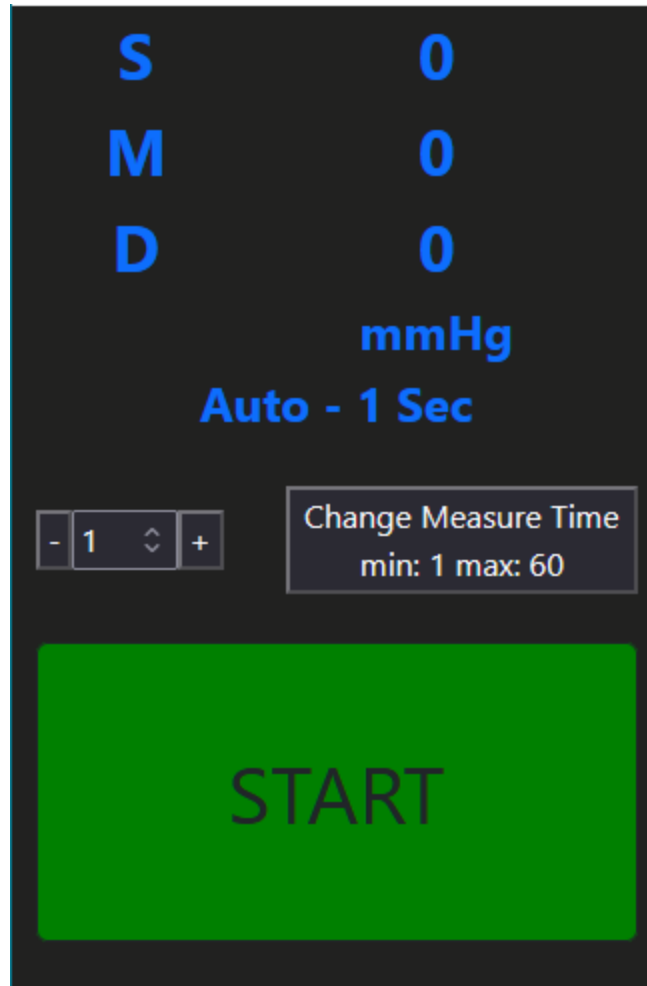 S 0
M 0
D 0
mmHg
Auto - 1 Sec
- 1 +
Change Measure Time
min: 1 max: 60
START